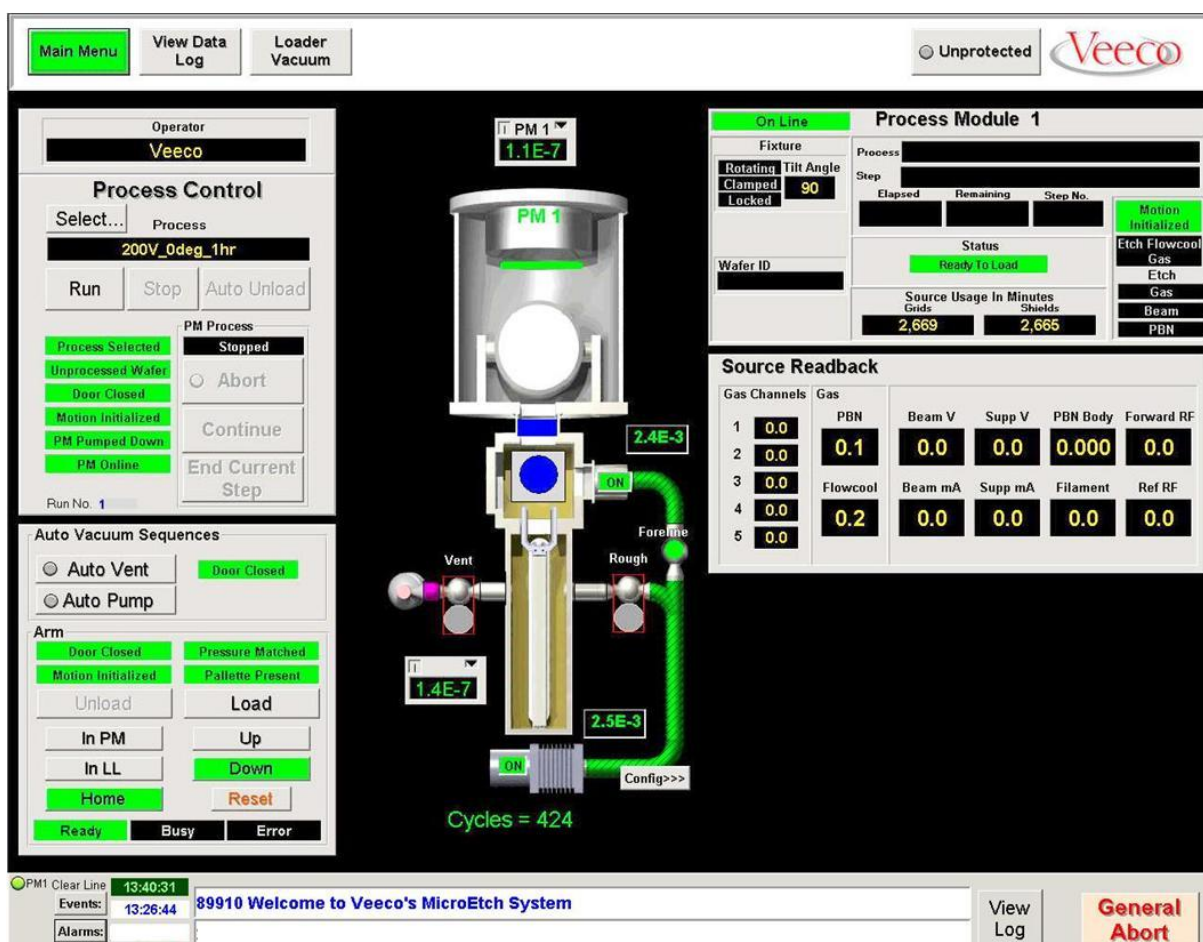 Main Menu
View Data Log
Loader Vacuum
Unprotected
Veeco
Operator
Veeco
Process Control
Select...
Process
200V_0deg_1hr
Run
Stop
Auto Unload
Process Selected
Unprocessed Wafer
Door Closed
Motion Initialized
PM Pumped Down
PM Online
PM Process
Stopped
Abort
Continue
End Current Step
Run No. 1
Auto Vacuum Sequences
Auto Vent
Door Closed
Auto Pump
Arm
Door Closed
Pressure Matched
Motion Initialized
Pallette Present
Unload
Load
In PM
Up
In LL
Down
Home
Reset
Ready
Busy
Error
PM 1
1.1E-7
PM 1
2.4E-3
ON
Foreline
Vent
Rough
1.4E-7
2.5E-3
ON
Config>>>
Cycles = 424
On Line
Process Module 1
Fixture
Rotating
Tilt Angle
Clamped
90
Locked
Wafer ID
Process
Step
Elapsed
Remaining
Step No.
Status
Ready To Load
Source Usage In Minutes
Grids
Shields
2,669
2,665
Motion Initialized
Etch Flowcool Gas
Etch
Gas
Beam
PBN
Source Readback
Gas Channels
Gas
1 0.0
2 0.0
3 0.0
4 0.0
5 0.0
PBN
Beam V
Supp V
PBN Body
Forward RF
0.1
0.0
0.0
0.000
0.0
Flowcool
Beam mA
Supp mA
Filament
Ref RF
0.2
0.0
0.0
0.0
0.0
PM1
Clear Line
13:40:31
Events:
13:26:44
89910 Welcome to Veeco's MicroEtch System
Alarms:
View Log
General Abort